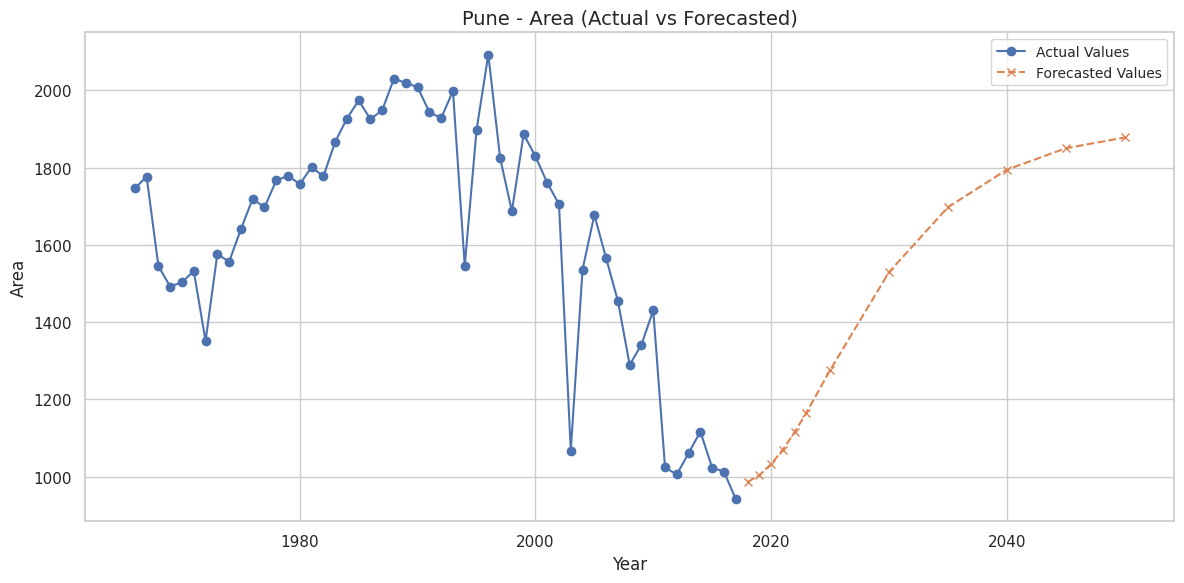 Pune - Area (Actual vs Forecasted)
Actual Values
Forecasted Values
2000
1800
1600
1400
1200
1000
Area
1980
2000
2020
2040
Year